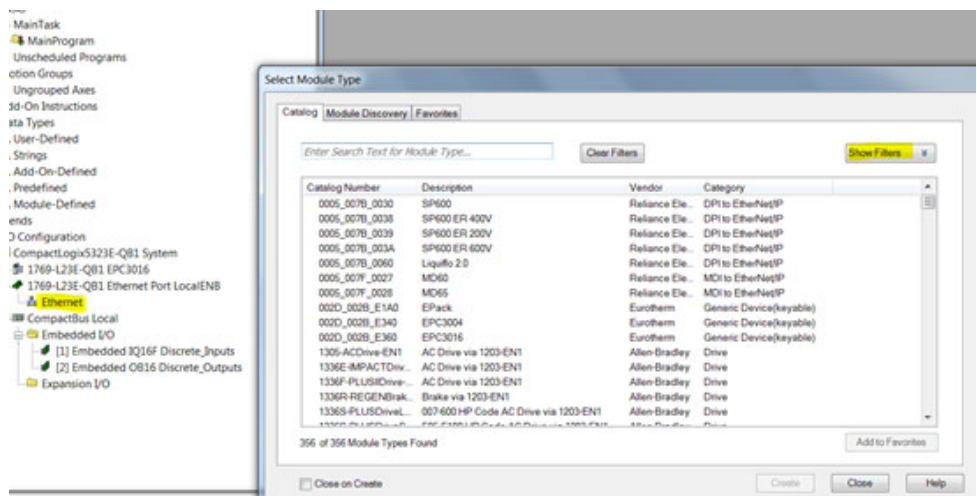 MainTask
MainProgram
Unscheduled Programs
otion Groups
Ungrouped Axes
dd-On Instructions
ata Types
User-Defined
Strings
Add-On-Defined
Predefined
Module-Defined
ends
O Configuration
CompactLogix5323E-QB1 System
1769-L23E-QB1 EPC3016
1769-L23E-QB1 Ethernet Port LocalENB
Ethernet
CompactBus Local
Embedded I/O
[1] Embedded IQ16F Discrete_Inputs
[2] Embedded OB16 Discrete_Outputs
Expansion I/O
Select Module Type
Catalog Module Discovery Favorites
Enter Search Text for Module Type... Clear Filters Show Filters
Catalog Number Description Vendor Category
0005_007B_0030 SP600 Reliance Ele... DPI to EtherNet/IP
0005_007B_0038 SP600 ER 400V Reliance Ele... DPI to EtherNet/IP
0005_007B_0039 SP600 ER 200V Reliance Ele... DPI to EtherNet/IP
0005_007B_003A SP600 ER 600V Reliance Ele... DPI to EtherNet/IP
0005_007B_0060 Liquiflo 2.0 Reliance Ele... DPI to EtherNet/IP
0005_007F_0027 MD60 Reliance Ele... MDI to EtherNet/IP
0005_007F_0028 MD65 Reliance Ele... MDI to EtherNet/IP
002D_002B_E1A0 EPack Eurotherm Generic Device(keyable)
002D_002B_E340 EPC3004 Eurotherm Generic Device(keyable)
002D_002B_E360 EPC3016 Eurotherm Generic Device(keyable)
1305-ACDrive-EN1 AC Drive via 1203-EN1 Allen-Bradley Drive
1336E-IMPACTDriv... AC Drive via 1203-EN1 Allen-Bradley Drive
1336F-PLUSIIDrive-... AC Drive via 1203-EN1 Allen-Bradley Drive
1336R-REGENBrak... Brake via 1203-EN1 Allen-Bradley Drive
1336S-PLUSDriveL... 007-600 HP Code AC Drive via 1203-EN1 Allen-Bradley Drive
356 of 356 Module Types Found Add to Favorites
Close on Create Create Close Help